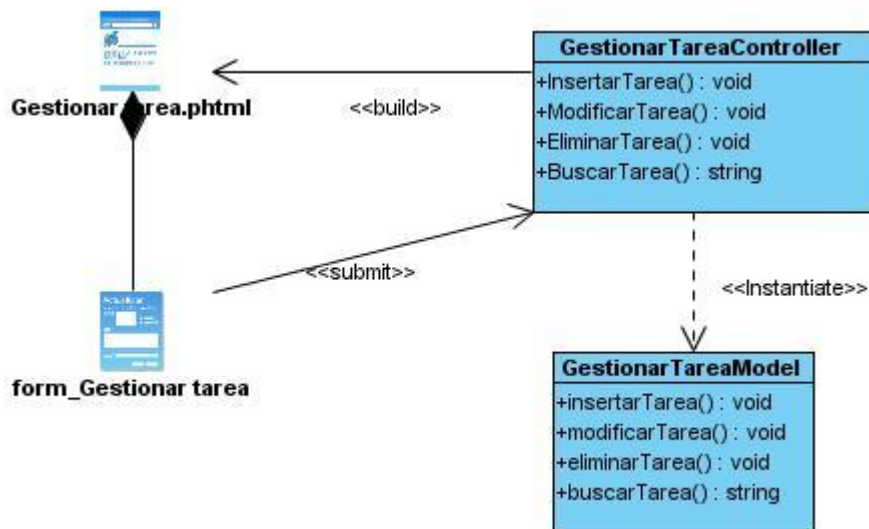 GestionarTareaController
+InsertarTarea() : void
+ModificarTarea() : void
+EliminarTarea() : void
+BuscarTarea() : string
Gestionar tarea.phtml
<<build>>
<<submit>>
<<Instantiate>>
form_Gestionar tarea
GestionarTareaModel
+insertarTarea() : void
+modificarTarea() : void
+eliminarTarea() : void
+buscarTarea() : string